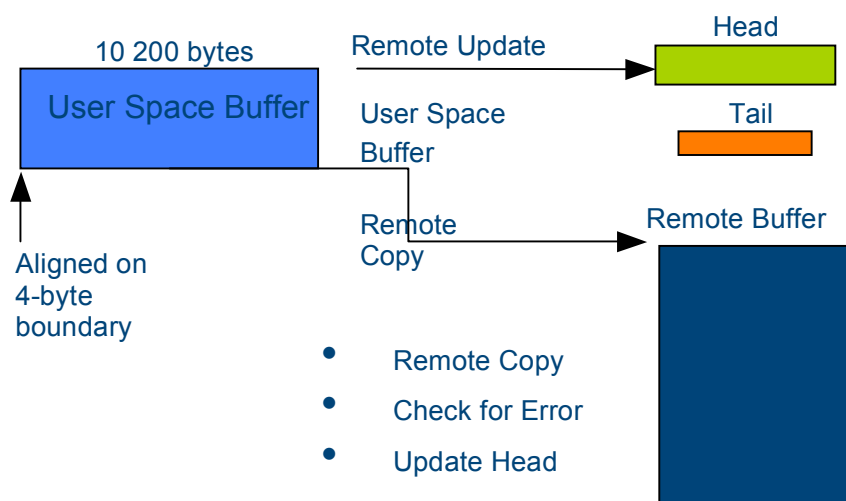 10 200 bytes
User Space Buffer
Aligned on
4-byte
boundary
Remote Update
User Space
Buffer
Remote
Copy
Head
Tail
Remote Buffer
• Remote Copy
• Check for Error
• Update Head